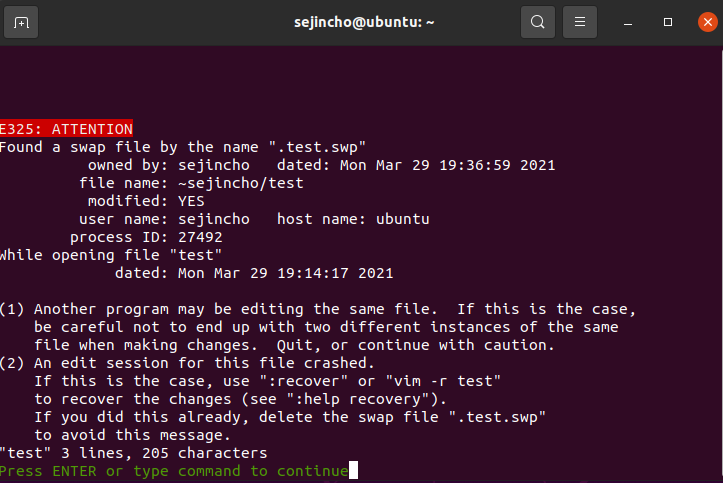 sejincho@ubuntu: ~
E325: ATTENTION
Found a swap file by the name ".test.swp"
owned by: sejincho   dated: Mon Mar 29 19:36:59 2021
file name: ~sejincho/test
modified: YES
user name: sejincho   host name: ubuntu
process ID: 27492
While opening file "test"
dated: Mon Mar 29 19:14:17 2021
(1) Another program may be editing the same file.  If this is the case,
be careful not to end up with two different instances of the same
file when making changes.  Quit, or continue with caution.
(2) An edit session for this file crashed.
If this is the case, use ":recover" or "vim -r test"
to recover the changes (see ":help recovery").
If you did this already, delete the swap file ".test.swp"
to avoid this message.
"test" 3 lines, 205 characters
Press ENTER or type command to continue